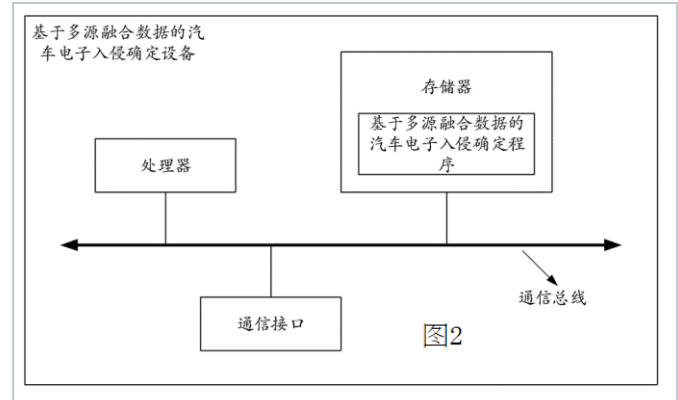 基于多源融合数据的汽
车电子入侵确定设备
存储器
基于多源融合数据的
汽车电子入侵确定程
序
处理器
通信总线
通信接口
图2